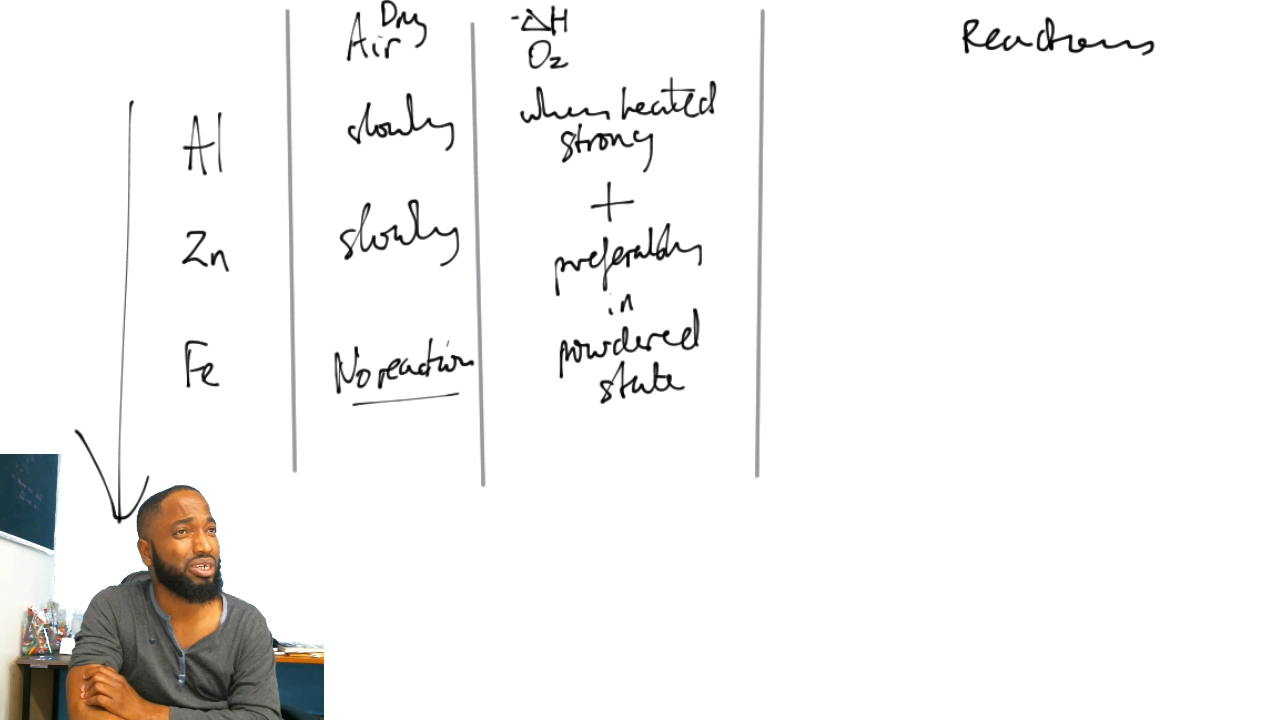 Dry
Air
-ΔH
O₂
Reactions
Al
slowly
when heated
strong
+
preferably
in
powdered
state
Zn
slowly
Fe
No reaction